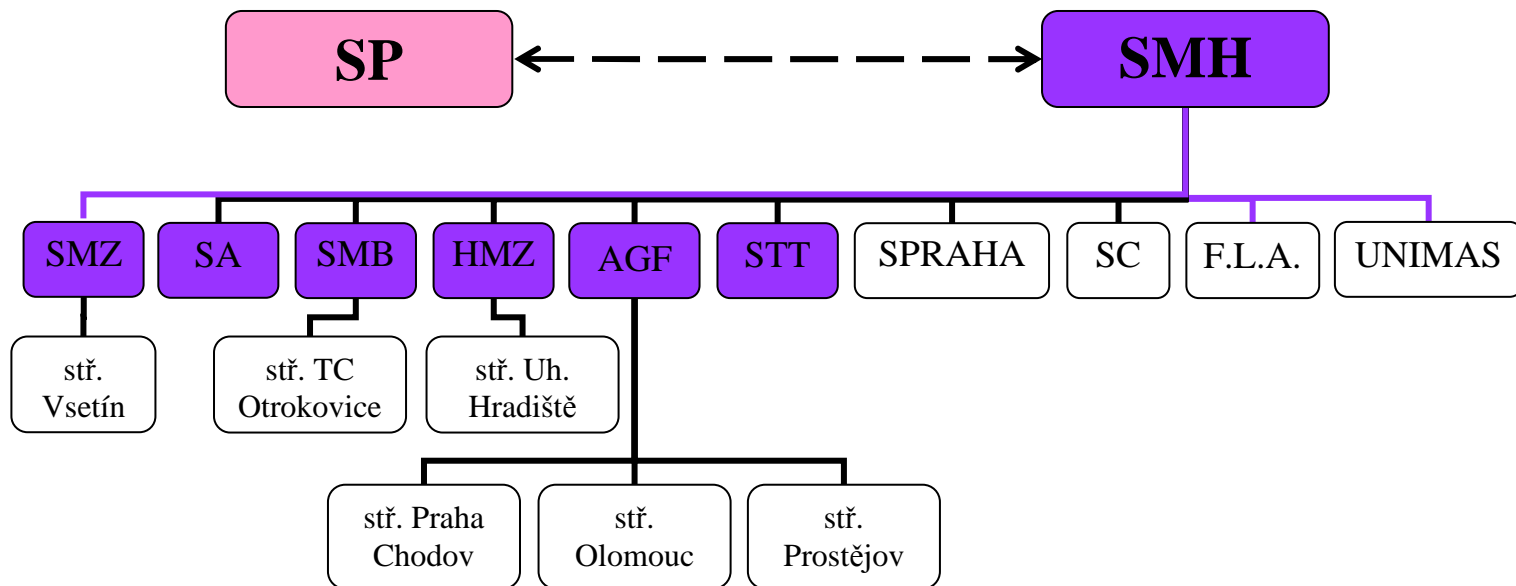 SP
SMH
SMZ
SA
SMB
HMZ
AGF
STT
SPRAHA
SC
F.L.A.
UNIMAS
stř.
Vsetín
stř. TC
Otrokovice
stř. Uh.
Hradiště
stř. Praha
Chodov
stř.
Olomouc
stř.
Prostějov